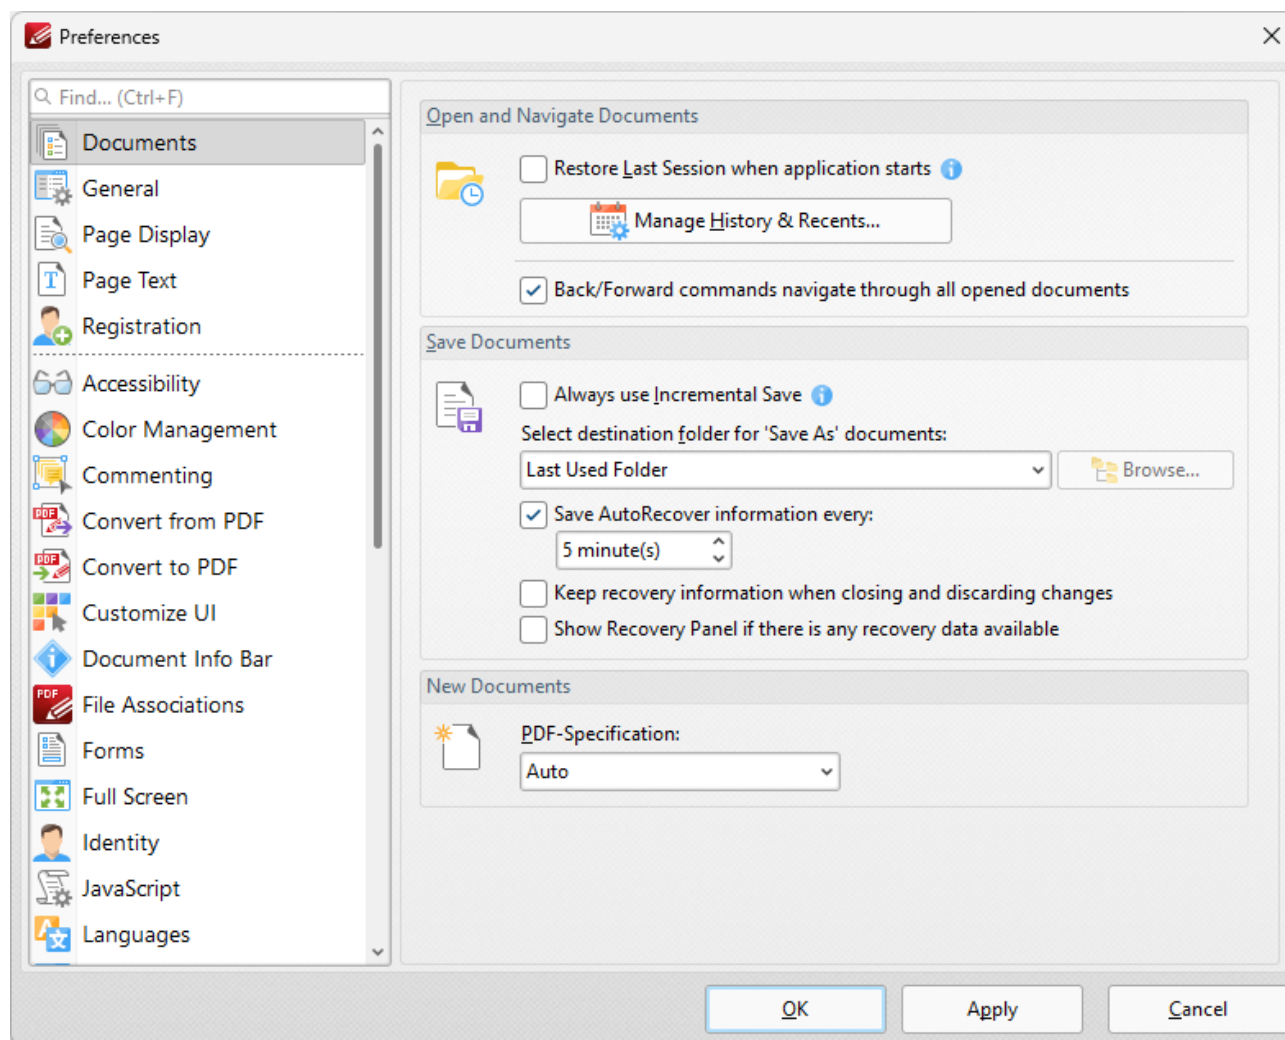 Preferences
Find... (Ctrl+F)
Documents
General
Page Display
Page Text
Registration
Accessibility
Color Management
Commenting
Convert from PDF
Convert to PDF
Customize UI
Document Info Bar
File Associations
Forms
Full Screen
Identity
JavaScript
Languages
Open and Navigate Documents
Restore Last Session when application starts
Manage History & Recents...
Back/Forward commands navigate through all opened documents
Save Documents
Always use Incremental Save
Select destination folder for 'Save As' documents:
Last Used Folder
Browse...
Save AutoRecover information every:
5 minute(s)
Keep recovery information when closing and discarding changes
Show Recovery Panel if there is any recovery data available
New Documents
PDF-Specification:
Auto
OK
Apply
Cancel